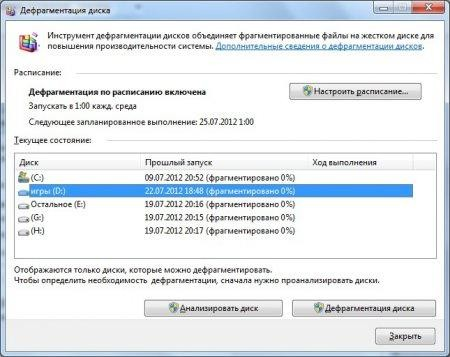 Дефрагментация диска
Инструмент дефрагментации дисков объединяет фрагментированные файлы на жестком диске для
повышения производительности системы. Дополнительные сведения о дефрагментации дисков.
Расписание:
Дефрагментация по расписанию включена
Настроить расписание...
Запускать в 1:00 кажд. среда
Следующее запланированное выполнение: 25.07.2012 1:00
Текущее состояние:
Диск Прошлый запуск Ход выполнения
(C:) 09.07.2012 20:52 (фрагментировано 0%)
игры (D:) 22.07.2012 18:48 (фрагментировано 0%)
Остальное (E:) 19.07.2012 20:16 (фрагментировано 0%)
(G:) 19.07.2012 20:15 (фрагментировано 0%)
(H:) 19.07.2012 20:17 (фрагментировано 0%)
Отображаются только диски, которые можно дефрагментировать.
Чтобы определить необходимость дефрагментации, сначала нужно проанализировать диски.
Анализировать диск Дефрагментация диска
Закрыть